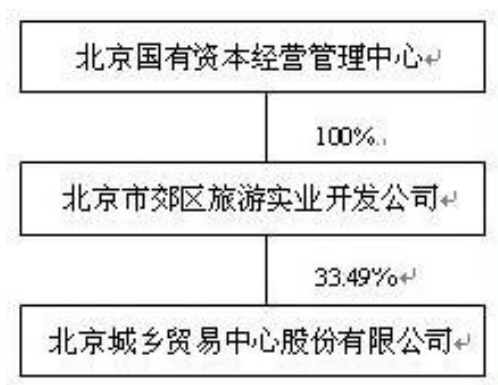 北京国有资本经营管理中心
100%
北京市郊区旅游实业开发公司
33.49%
北京城乡贸易中心股份有限公司